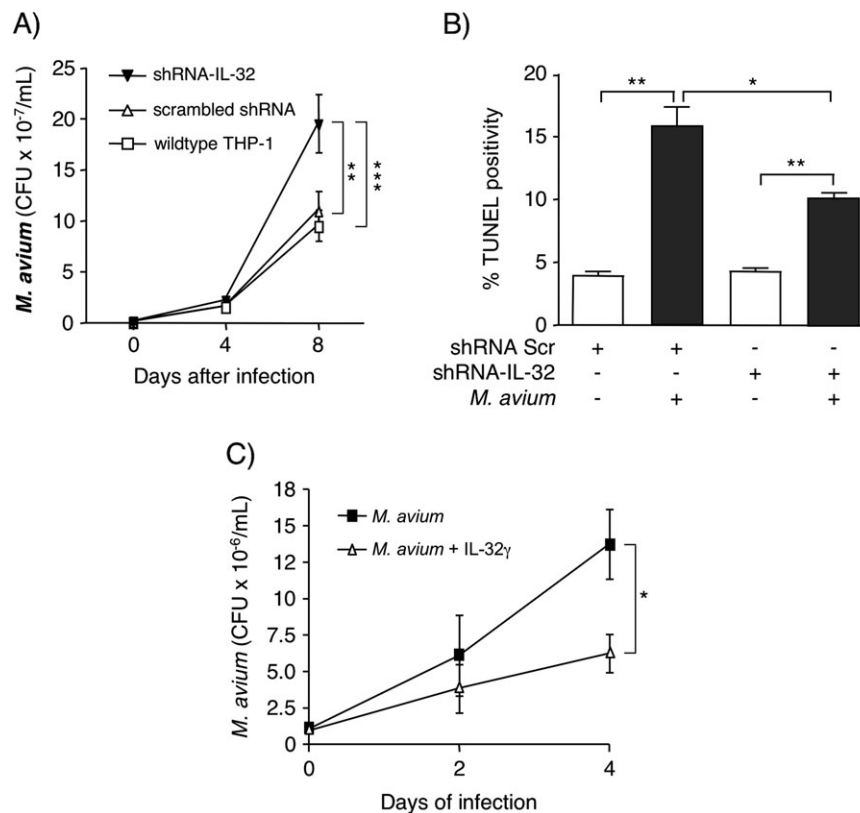 A)
shRNA-IL-32
scrambled shRNA
wildtype THP-1
M. avium (CFU x 10⁻⁷/mL)
25
20
15
10
5
0
0 4 8
Days after infection
**
***
B)
% TUNEL positivity
20
15
10
5
0
** *
**
shRNA Scr + + - -
shRNA-IL-32 - - + +
M. avium - + - +
C)
M. avium (CFU x 10⁻⁶/mL)
18
15
13
10
7.5
5.0
2.5
0
M. avium
M. avium + IL-32γ
*
0 2 4
Days of infection